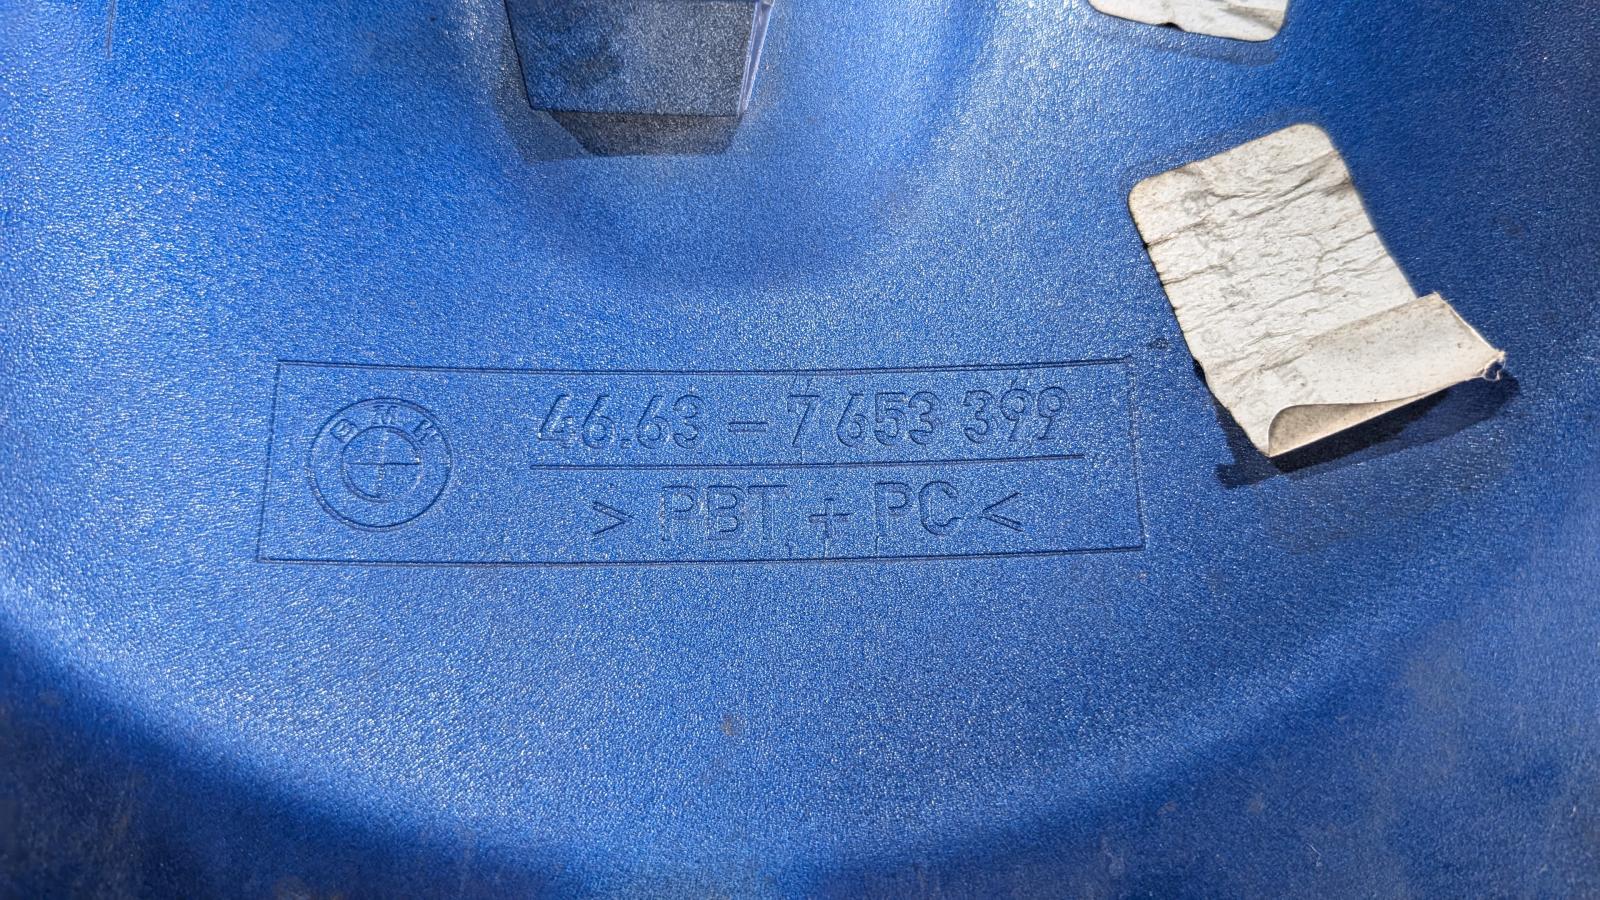 BMW
46.63 – 7 653 399
> PBT + PC <